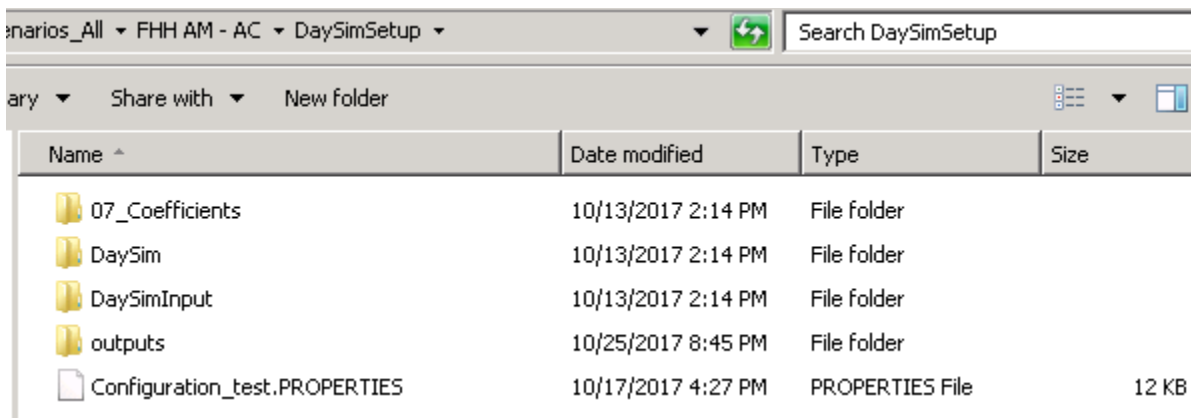 enarios_All FHH AM - AC DaySimSetup Search DaySimSetup
ary Share with New folder
Name Date modified Type Size
07_Coefficients 10/13/2017 2:14 PM File folder
DaySim 10/13/2017 2:14 PM File folder
DaySimInput 10/13/2017 2:14 PM File folder
outputs 10/25/2017 8:45 PM File folder
Configuration_test.PROPERTIES 10/17/2017 4:27 PM PROPERTIES File 12 KB